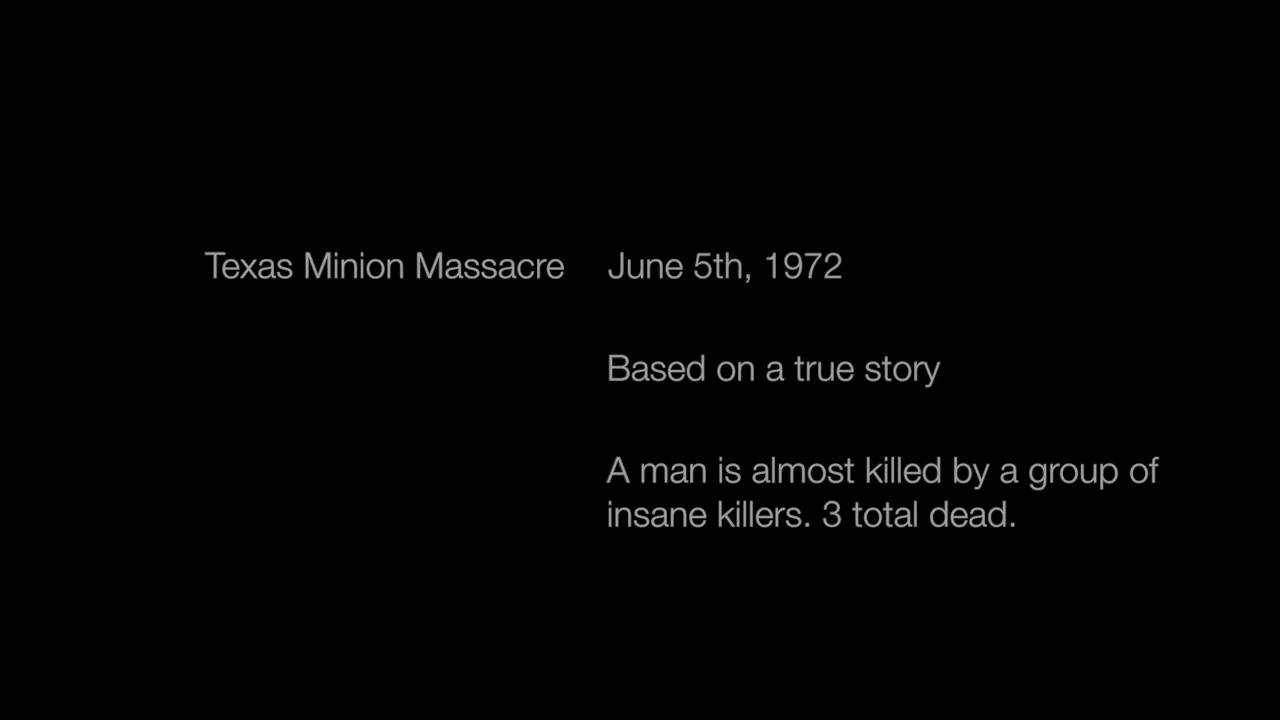 Texas Minion Massacre June 5th, 1972
Based on a true story
A man is almost killed by a group of
insane killers. 3 total dead.